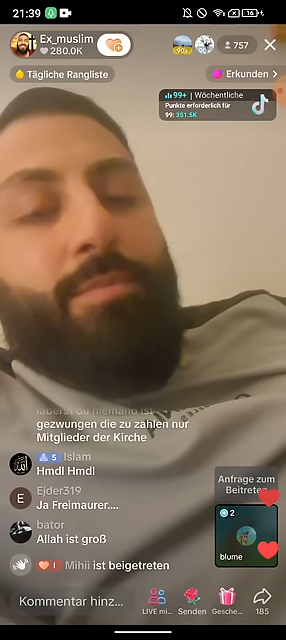 21:39
Ex_muslim
280.0K
757
Tägliche Rangliste
Erkunden >
99+ | Wöchentliche
Punkte erforderlich für
99: 351.5K
laberst du niemand ist
gezwungen die zu zahlen nur
Mitglieder der Kirche
5 Islam
Hmdl Hmdl
E Ejder319
Ja Freimaurer....
bator
Allah ist groß
1 Mihii ist beigetreten
Anfrage zum
Beitreten
2
blume
Kommentar hinz...
LIVE mi...
Senden
Gesche...
185